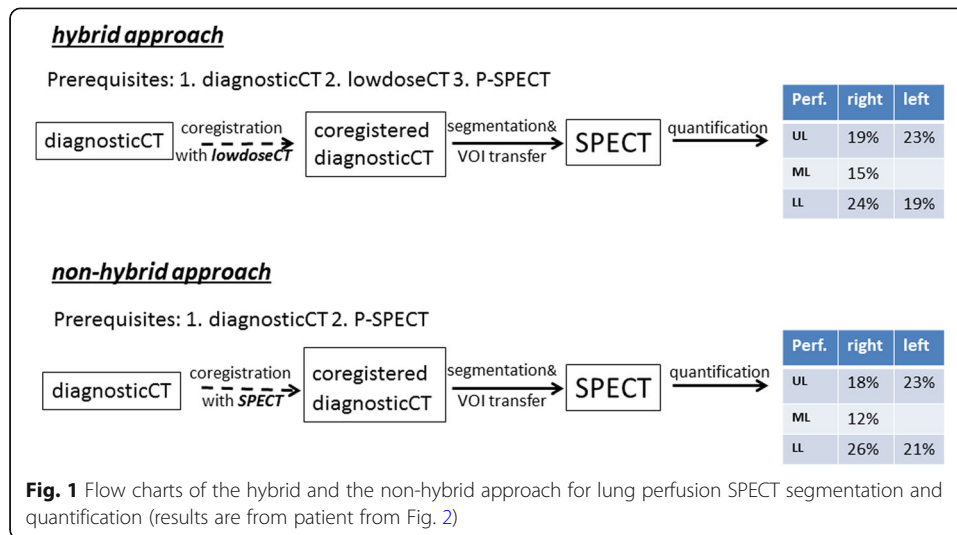 hybrid approach
Prerequisites: 1. diagnosticCT 2. lowdoseCT 3. P-SPECT
diagnosticCT
coregistration
with lowdoseCT
coregistered
diagnosticCT
segmentation&
VOI transfer
SPECT
quantification
Perf. right left
UL 19% 23%
ML 15%
LL 24% 19%
non-hybrid approach
Prerequisites: 1. diagnosticCT 2. P-SPECT
diagnosticCT
coregistration
with SPECT
coregistered
diagnosticCT
segmentation&
VOI transfer
SPECT
quantification
Perf. right left
UL 18% 23%
ML 12%
LL 26% 21%
Fig. 1 Flow charts of the hybrid and the non-hybrid approach for lung perfusion SPECT segmentation and
quantification (results are from patient from Fig. 2)